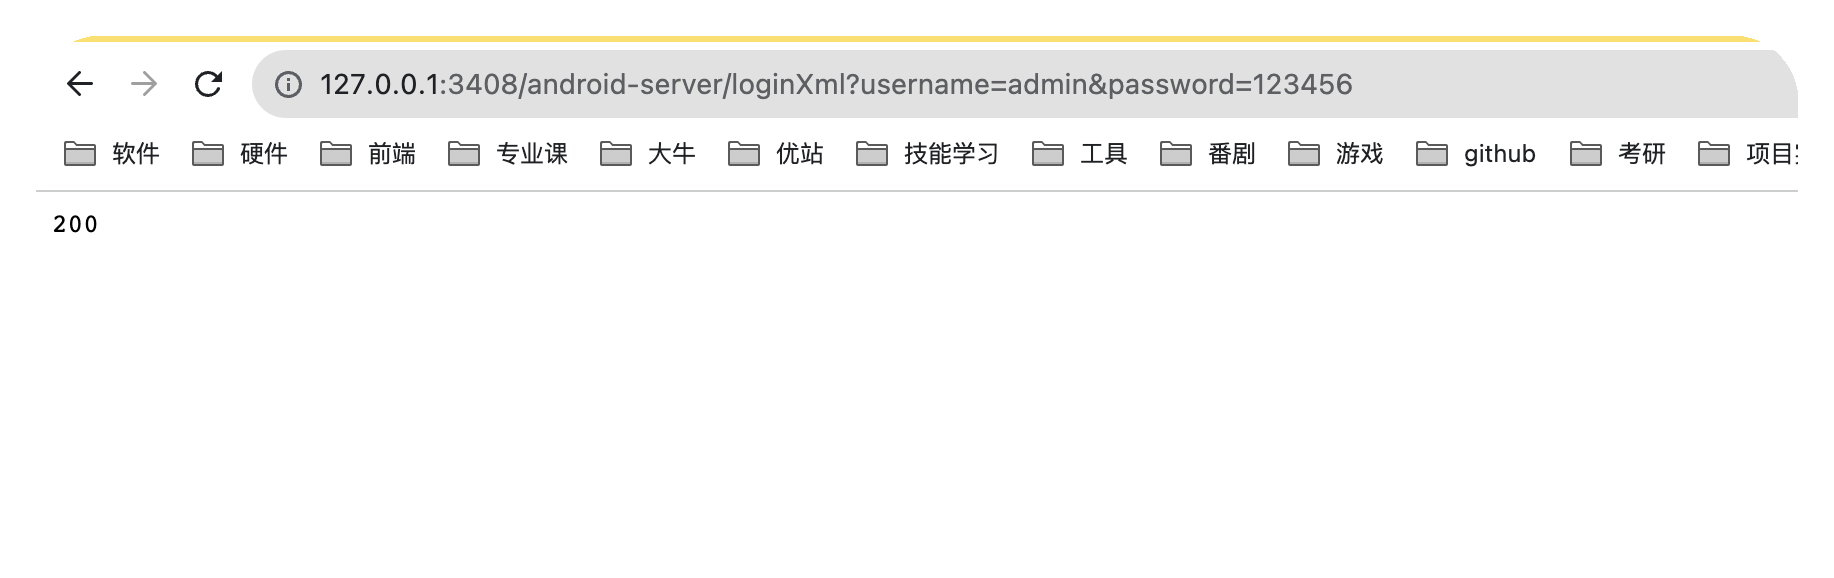 127.0.0.1:3408/android-server/loginXml?username=admin&password=123456
软件 硬件 前端 专业课 大牛 优站 技能学习 工具 番剧 游戏 github 考研 项目
200